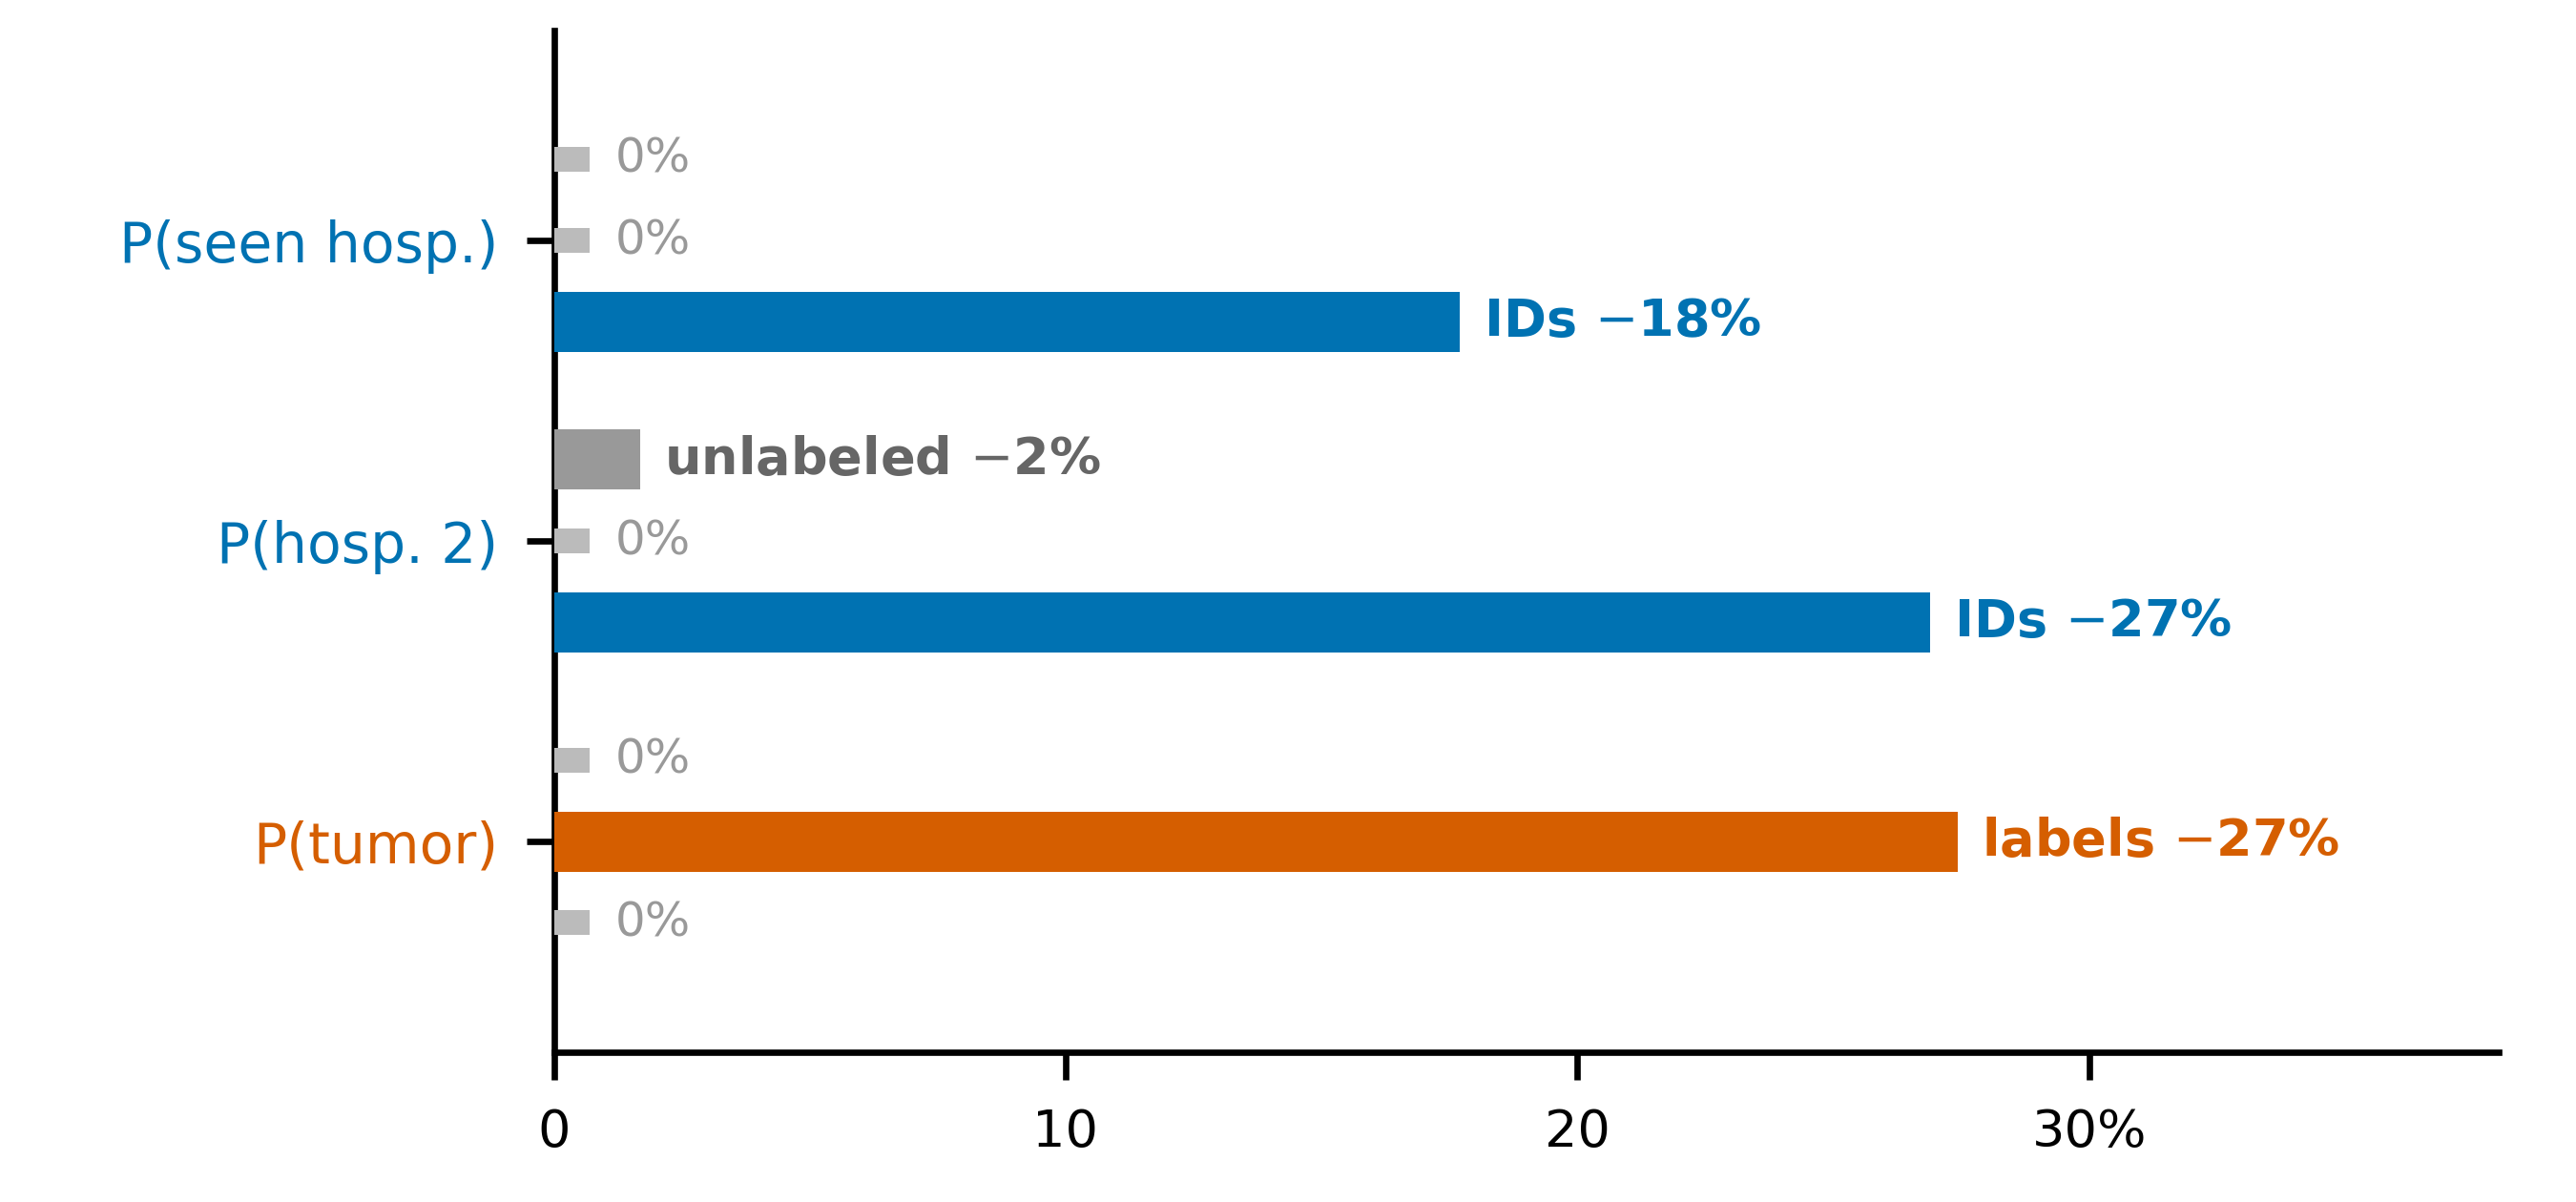 0%
P(seen hosp.)
0%
IDs −18%
unlabeled −2%
P(hosp. 2)
0%
IDs −27%
0%
P(tumor)
labels −27%
0%
0
10
20
30%